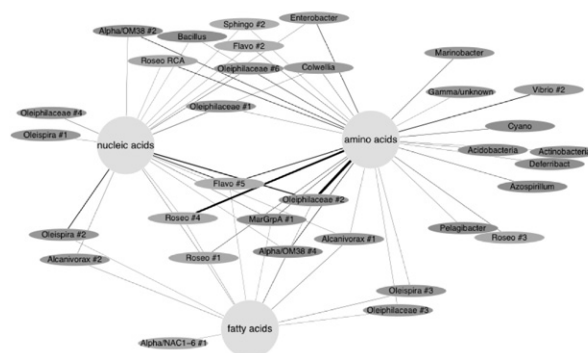 Sphingo #2
Enterobacter
Alpha/OM38 #2
Bacillus
Flavo #2
Roseo RCA
Oleiphilaceae #6
Colwellia
Marinobacter
Gamma/unknown
Vibrio #2
Oleiphilaceae #4
Oleiphilaceae #1
Oleispira #1
nucleic acids
amino acids
Cyano
Acidobacteria
Actinobacteria
Deferribact
Flavo #5
Azospirillum
Oleiphilaceae #2
Roseo #4
MarGrpA #1
Oleispira #2
Alcanivorax #1
Pelagibacter
Roseo #3
Alcanivorax #2
Roseo #1
Alpha/OM38 #4
Oleispira #3
Oleiphilaceae #3
fatty acids
Alpha/NAC1-6 #1